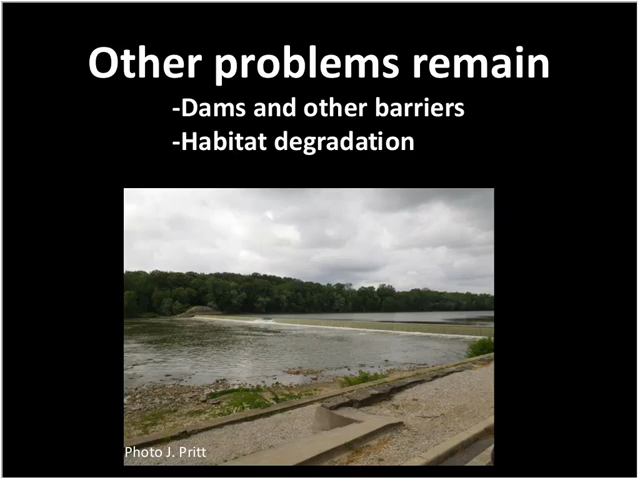 Other problems remain
-Dams and other barriers
-Habitat degradation
Photo J. Pritt